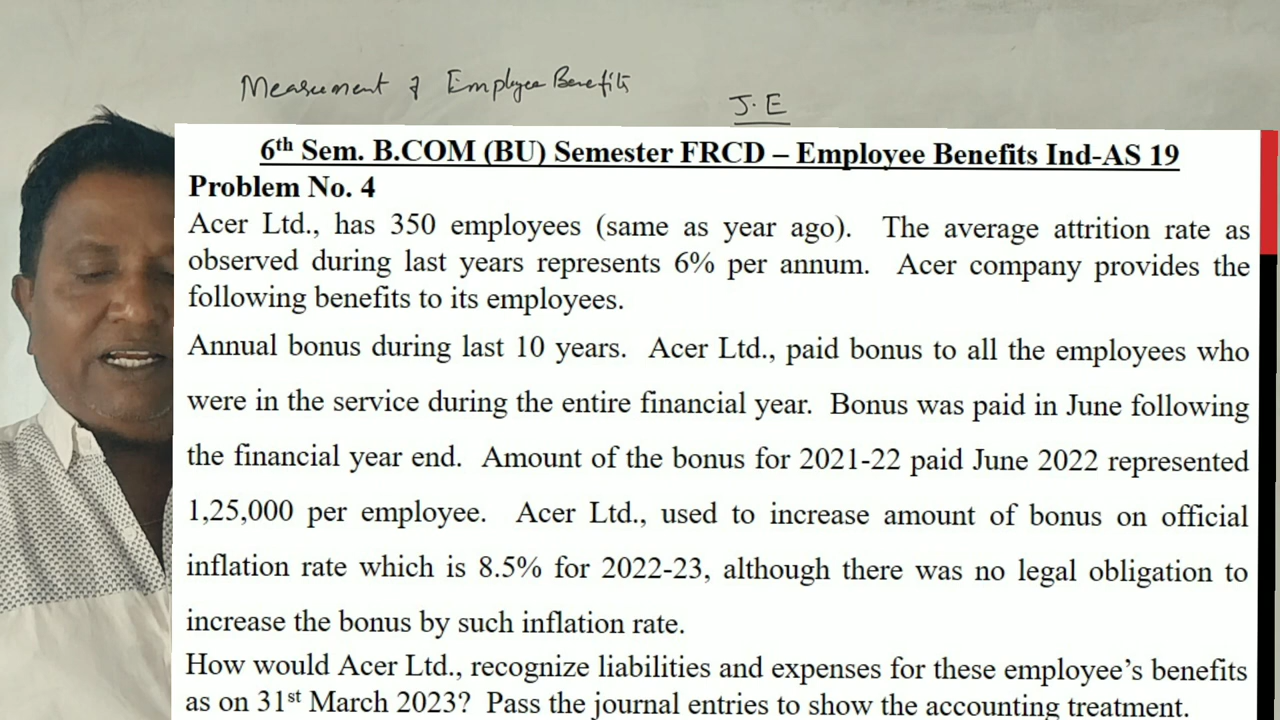 Measurement of Employee Benefits
J.E
6th Sem. B.COM (BU) Semester FRCD – Employee Benefits Ind-AS 19
Problem No. 4
Acer Ltd., has 350 employees (same as year ago). The average attrition rate as
observed during last years represents 6% per annum. Acer company provides the
following benefits to its employees.
Annual bonus during last 10 years. Acer Ltd., paid bonus to all the employees who
were in the service during the entire financial year. Bonus was paid in June following
the financial year end. Amount of the bonus for 2021-22 paid June 2022 represented
1,25,000 per employee. Acer Ltd., used to increase amount of bonus on official
inflation rate which is 8.5% for 2022-23, although there was no legal obligation to
increase the bonus by such inflation rate.
How would Acer Ltd., recognize liabilities and expenses for these employee’s benefits
as on 31st March 2023? Pass the journal entries to show the accounting treatment.